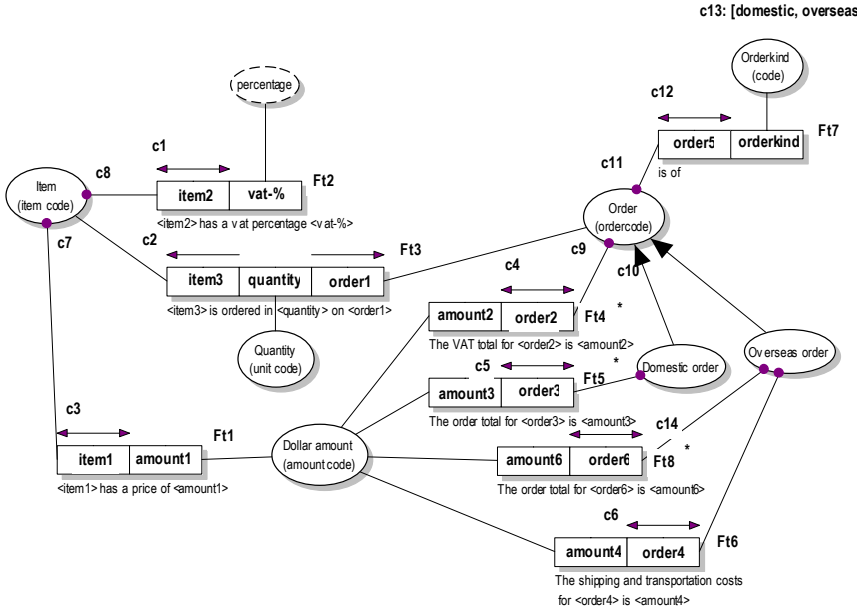 c13: [domestic, overseas
Orderkind
(code)
percentage
c12
c1
order5 orderkind
Ft7
c11
is of
c8
Item
(item code)
item2 vat-%
Ft2
<item2> has a vat percentage <vat-%>
c7
c2
Ft3
Order
(ordercode)
c9
c10
item3 quantity order1
<item3> is ordered in <quantity> on <order1>
c4
amount2 order2
Ft4 *
The VAT total for <order2> is <amount2>
Quantity
(unit code)
Domestic order
Overseas order
c5
amount3 order3
Ft5 *
The order total for <order3> is <amount3>
c3
item1 amount1
Ft1
<item1> has a price of <amount1>
Dollar amount
(amount code)
c14
amount6 order6
Ft8 *
The order total for <order6> is <amount6>
c6
amount4 order4
Ft6
The shipping and transportation costs
for <order4> is <amount4>